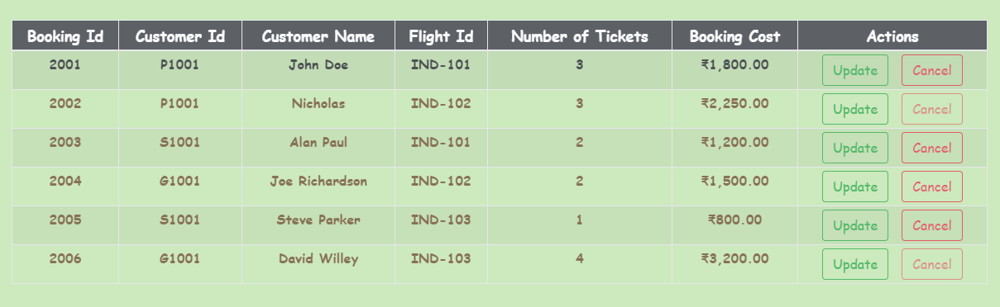 Booking Id Customer Id Customer Name Flight Id Number of Tickets Booking Cost Actions
2001 P1001 John Doe IND-101 3 ₹1,800.00 Update Cancel
2002 P1001 Nicholas IND-102 3 ₹2,250.00 Update Cancel
2003 S1001 Alan Paul IND-101 2 ₹1,200.00 Update Cancel
2004 G1001 Joe Richardson IND-102 2 ₹1,500.00 Update Cancel
2005 S1001 Steve Parker IND-103 1 ₹800.00 Update Cancel
2006 G1001 David Willey IND-103 4 ₹3,200.00 Update Cancel